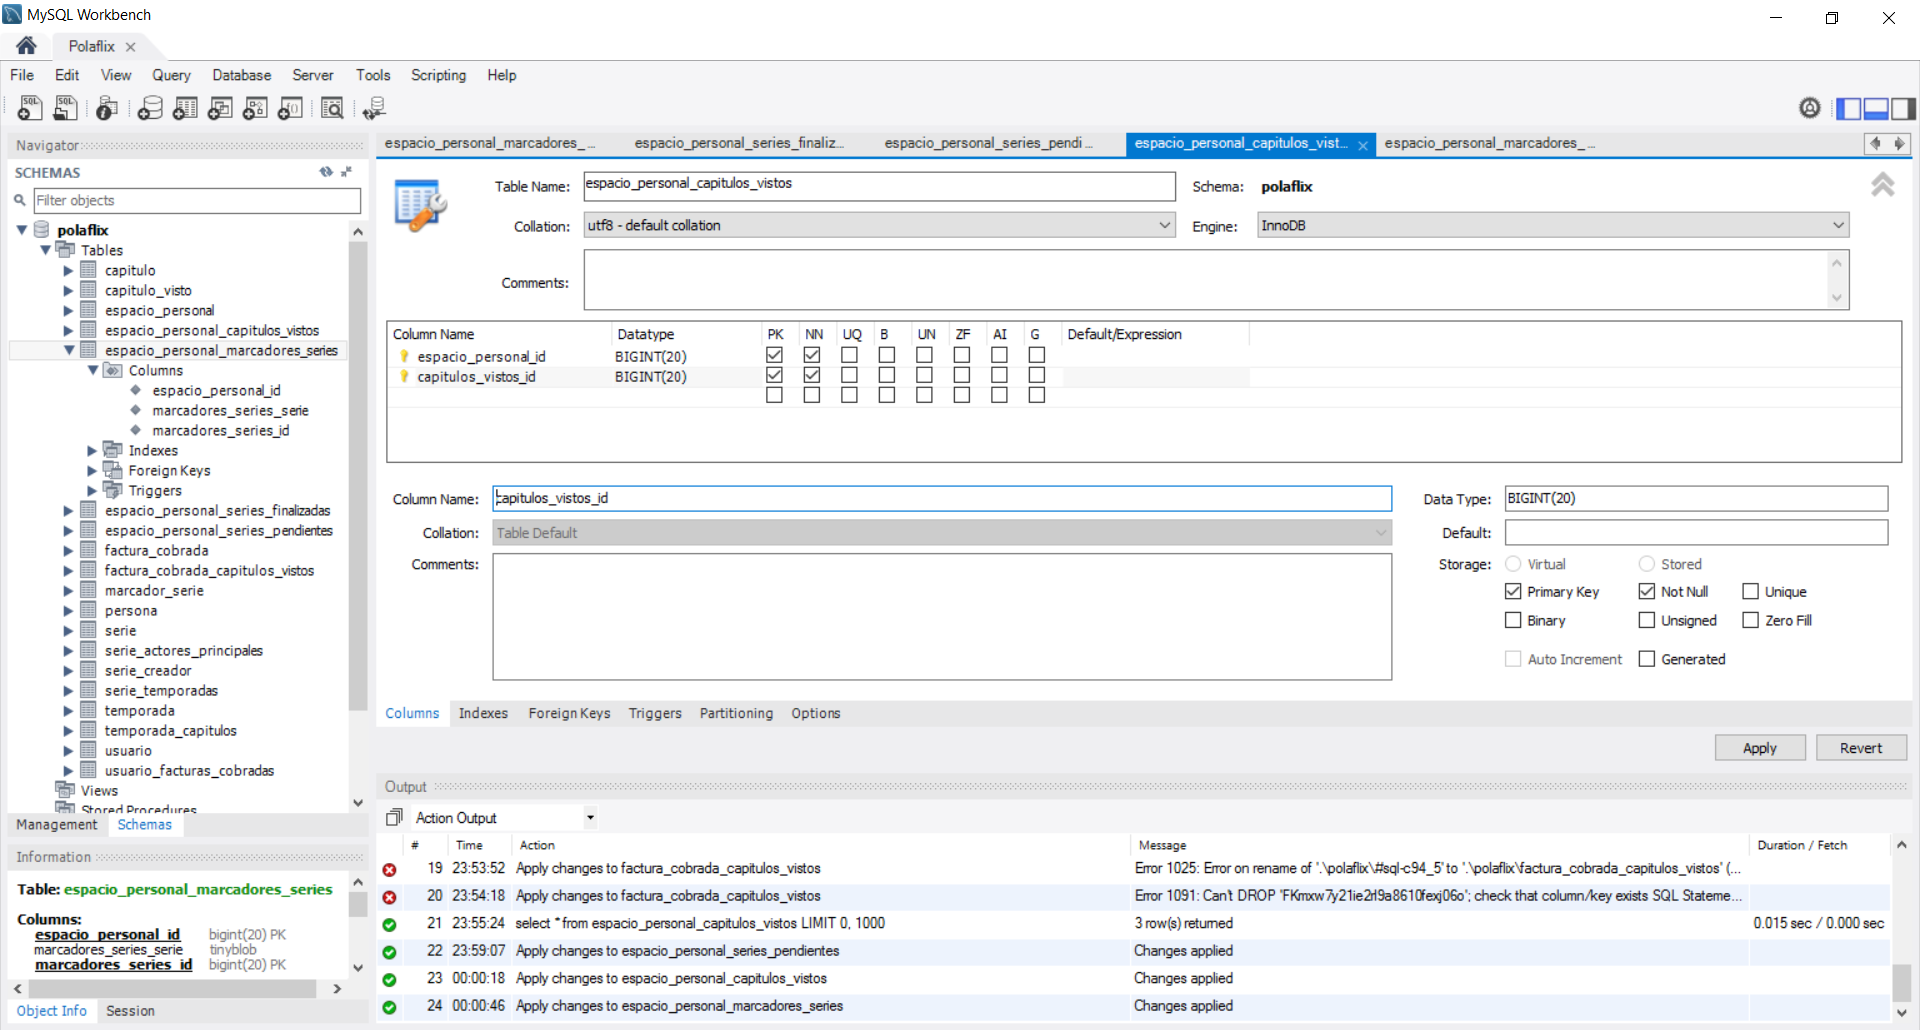 MySQL Workbench
Polaflix
File Edit View Query Database Server Tools Scripting Help
Navigator
SCHEMAS
Filter objects
polaflix
Tables
capitulo
capitulo_visto
espacio_personal
espacio_personal_capitulos_vistos
espacio_personal_marcadores_series
Columns
espacio_personal_id
marcadores_series_serie
marcadores_series_id
Indexes
Foreign Keys
Triggers
espacio_personal_series_finalizadas
espacio_personal_series_pendientes
factura_cobrada
factura_cobrada_capitulos_vistos
marcador_serie
persona
serie
serie_actores_principales
serie_creador
serie_temporadas
temporada
temporada_capitulos
usuario
usuario_facturas_cobradas
Views
Stored Procedures
Management Schemas
Information
Table: espacio_personal_marcadores_series
Columns:
espacio_personal_id bigint(20) PK
marcadores_series_serie tinyblob
marcadores_series_id bigint(20) PK
Object Info Session
espacio_personal_marcadores_... espacio_personal_series_finaliz... espacio_personal_series_pendi... espacio_personal_capitulos_vist... espacio_personal_marcadores_...
Table Name: espacio_personal_capitulos_vistos Schema: polaflix
Collation: utf8 - default collation Engine: InnoDB
Comments:
Column Name Datatype PK NN UQ B UN ZF AI G Default/Expression
espacio_personal_id BIGINT(20)
capitulos_vistos_id BIGINT(20)
Column Name: capitulos_vistos_id Data Type: BIGINT(20)
Collation: Table Default Default:
Comments: Storage: Virtual Stored
Primary Key Not Null Unique
Binary Unsigned Zero Fill
Auto Increment Generated
Columns Indexes Foreign Keys Triggers Partitioning Options
Apply Revert
Output
Action Output
# Time Action Message Duration / Fetch
19 23:53:52 Apply changes to factura_cobrada_capitulos_vistos Error 1025: Error on rename of '.\polaflix\#sql-c94_5' to '.\polaflix\factura_cobrada_capitulos_vistos' (...
20 23:54:18 Apply changes to factura_cobrada_capitulos_vistos Error 1091: Can't DROP 'FKmxw7y21ie2rl9a8610fexj06o'; check that column/key exists SQL Stateme...
21 23:55:24 select * from espacio_personal_capitulos_vistos LIMIT 0, 1000 3 row(s) returned 0.015 sec / 0.000 sec
22 23:59:07 Apply changes to espacio_personal_series_pendientes Changes applied
23 00:00:18 Apply changes to espacio_personal_capitulos_vistos Changes applied
24 00:00:46 Apply changes to espacio_personal_marcadores_series Changes applied